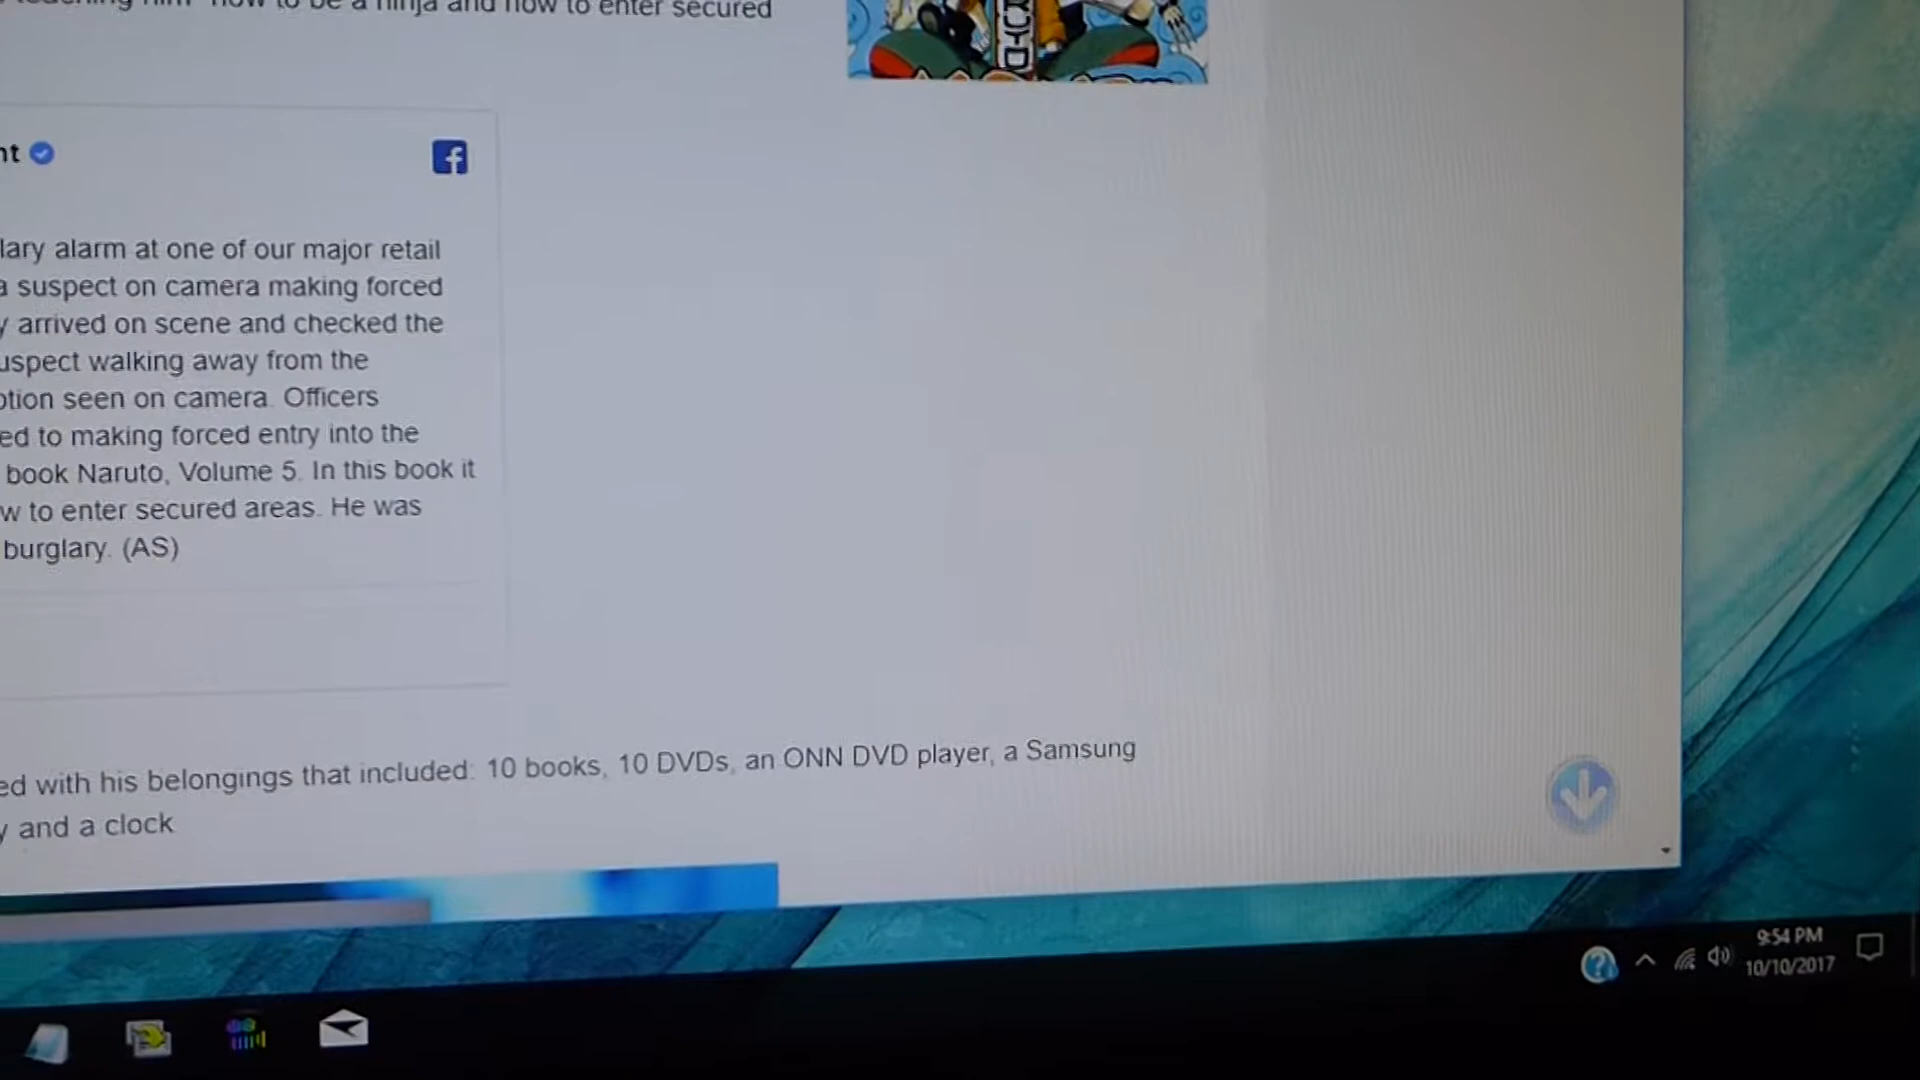 how to be a ninja and how to enter secured
nt
lary alarm at one of our major retail
a suspect on camera making forced
y arrived on scene and checked the
uspect walking away from the
ption seen on camera. Officers
ed to making forced entry into the
book Naruto, Volume 5. In this book it
w to enter secured areas. He was
burglary. (AS)
ed with his belongings that included: 10 books, 10 DVDs, an ONN DVD player, a Samsung
y and a clock
9:54 PM
10/10/2017